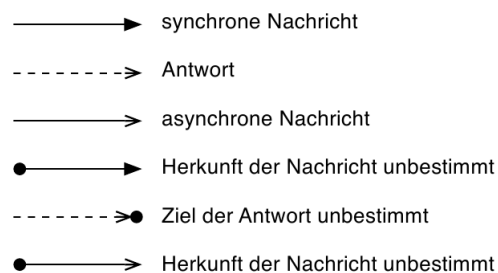 synchrone Nachricht
Antwort
asynchrone Nachricht
Herkunft der Nachricht unbestimmt
Ziel der Antwort unbestimmt
Herkunft der Nachricht unbestimmt